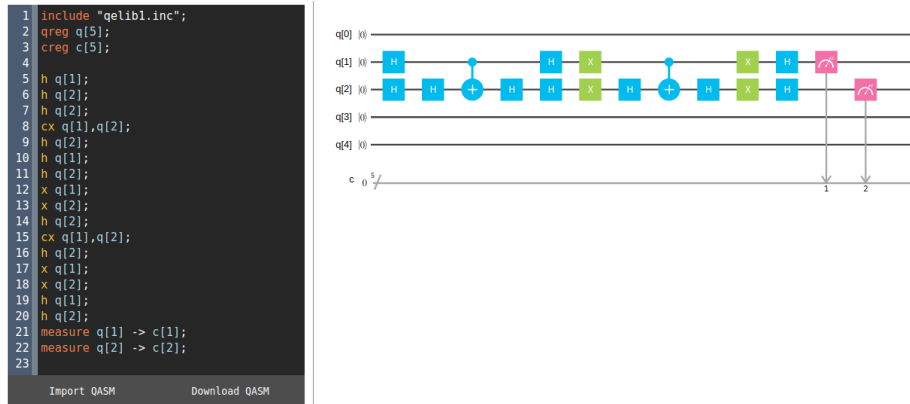 1 include "qelib1.inc";
2 qreg q[5];
3 creg c[5];
4
5 h q[1];
6 h q[2];
7 h q[2];
8 cx q[1],q[2];
9 h q[2];
10 h q[1];
11 h q[2];
12 x q[1];
13 x q[2];
14 h q[2];
15 cx q[1],q[2];
16 h q[2];
17 x q[1];
18 x q[2];
19 h q[1];
20 h q[2];
21 measure q[1] -> c[1];
22 measure q[2] -> c[2];
23
Import QASM Download QASM
q[0] |0⟩
q[1] |0⟩ H H X X H
q[2] |0⟩ H H + H H X H + H X H
q[3] |0⟩
q[4] |0⟩
c 0 5
1 2